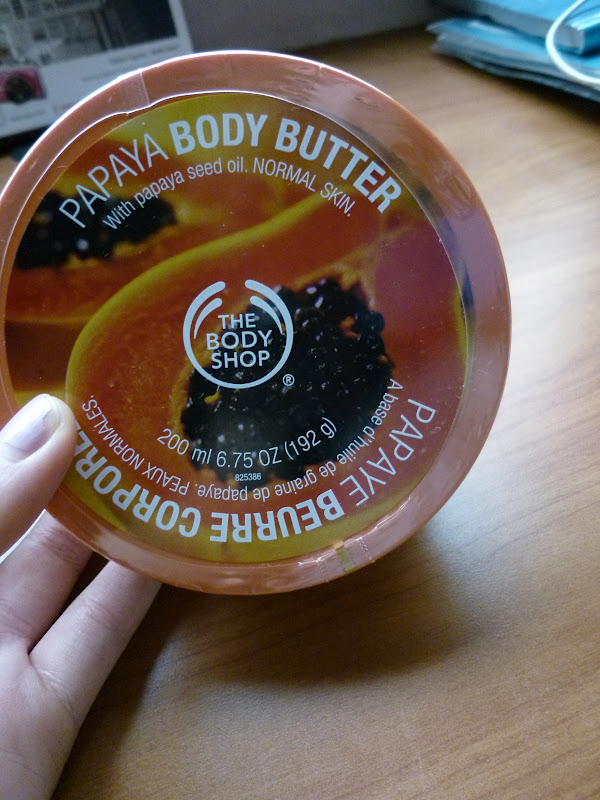 PAPAYA BODY BUTTER
With papaya seed oil. NORMAL SKIN.
THE
BODY
SHOP
®
200 ml 6.75 OZ (192 g)
825386
A base d'huile de graine de papaye. PEAUX NORMALES.
PAPAYE BEURRE CORPOREL